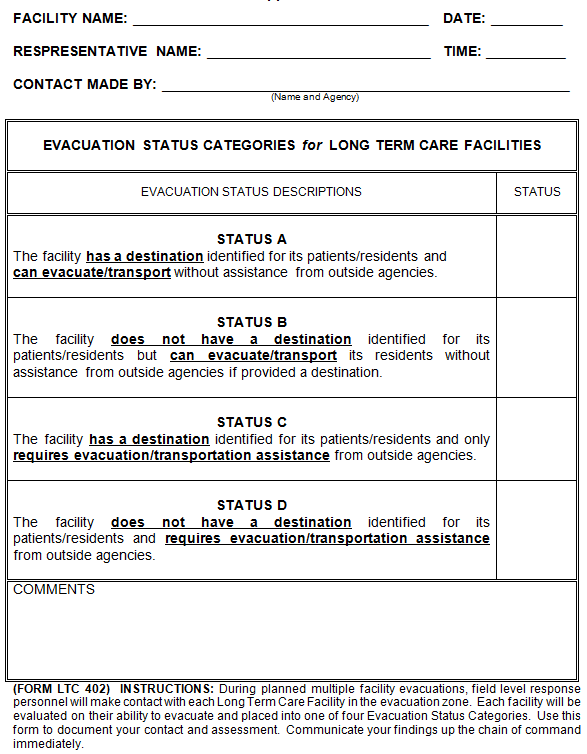 FACILITY NAME: ______________________ DATE: _________
RESPRESENTATIVE NAME: ______________________ TIME: __________
CONTACT MADE BY: ______________________
(Name and Agency)
EVACUATION STATUS CATEGORIES for LONG TERM CARE FACILITIES
EVACUATION STATUS DESCRIPTIONS STATUS
STATUS A
The facility has a destination identified for its patients/residents and
can evacuate/transport without assistance from outside agencies.
STATUS B
The facility does not have a destination identified for its
patients/residents but can evacuate/transport its residents without
assistance from outside agencies if provided a destination.
STATUS C
The facility has a destination identified for its patients/residents and only
requires evacuation/transportation assistance from outside agencies.
STATUS D
The facility does not have a destination identified for its
patients/residents and requires evacuation/transportation assistance
from outside agencies.
COMMENTS
(FORM LTC 402) INSTRUCTIONS: During planned multiple facility evacuations, field level response
personnel will make contact with each Long Term Care Facility in the evacuation zone. Each facility will be
evaluated on their ability to evacuate and placed into one of four Evacuation Status Categories. Use this
form to document your contact and assessment. Communicate your findings up the chain of command
immediately.